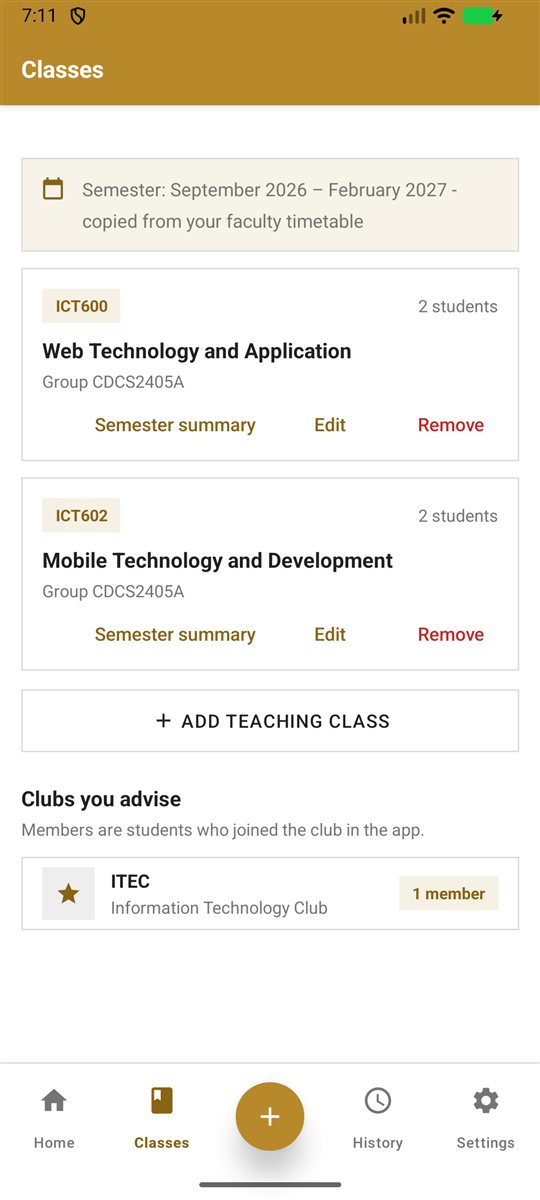 7:11
Classes
Semester: September 2026 – February 2027 -
copied from your faculty timetable
ICT600
2 students
Web Technology and Application
Group CDCS2405A
Semester summary Edit Remove
ICT602
2 students
Mobile Technology and Development
Group CDCS2405A
Semester summary Edit Remove
+ ADD TEACHING CLASS
Clubs you advise
Members are students who joined the club in the app.
ITEC
Information Technology Club
1 member
Home Classes + History Settings